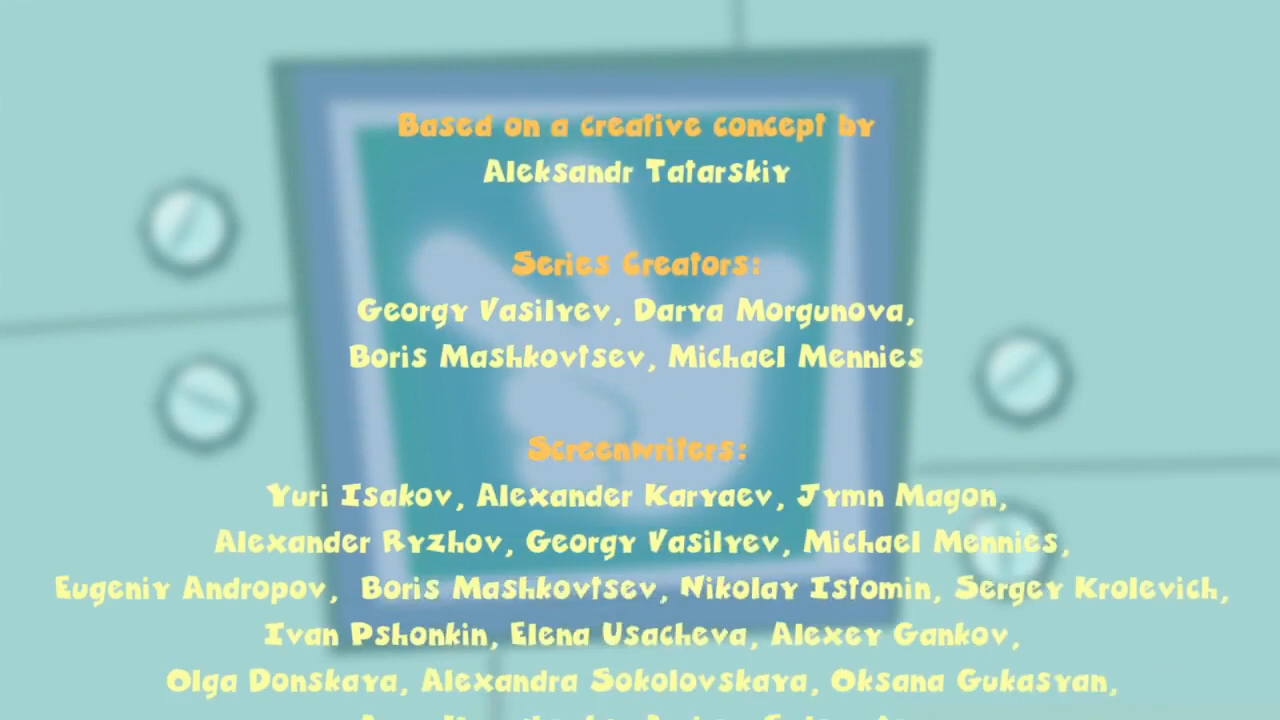 Based on a creative concept by
Aleksandr Tatarskiy
Series Creators:
Georgy Vasilyev, Darya Morgunova,
Boris Mashkovtsev, Michael Mennies
Screenwriters:
Yuri Isakov, Alexander Karyaev, Jymn Magon,
Alexander Ryzhov, Georgy Vasilyev, Michael Mennies,
Eugeniy Andropov, Boris Mashkovtsev, Nikolay Istomin, Sergey Krolevich,
Ivan Pshonkin, Elena Usacheva, Alexey Gankov,
Olga Donskaya, Alexandra Sokolovskaya, Oksana Gukasyan,